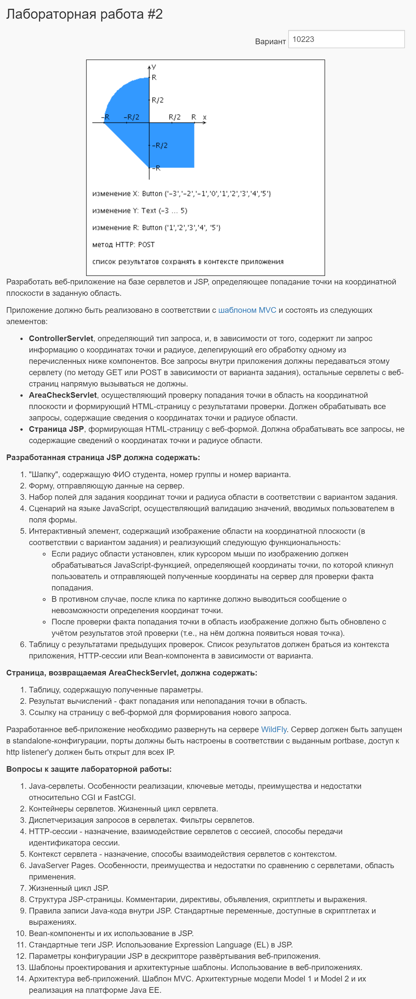 Лабораторная работа #2
Вариант 10223
y
R
R/2
-R -R/2 R/2 R x
-R/2
-R
изменение X: Button {'-3','-2','-1','0','1','2','3','4','5'}
изменение Y: Text (-3 ... 5)
изменение R: Button {'1','2','3','4', '5'}
метод HTTP: POST
список результатов сохранять в контексте приложения
Разработать веб-приложение на базе сервлетов и JSP, определяющее попадание точки на координатной
плоскости в заданную область.
Приложение должно быть реализовано в соответствии с шаблоном MVC и состоять из следующих
элементов:
• ControllerServlet, определяющий тип запроса, и, в зависимости от того, содержит ли запрос
информацию о координатах точки и радиусе, делегирующий его обработку одному из
перечисленных ниже компонентов. Все запросы внутри приложения должны передаваться этому
сервлету (по методу GET или POST в зависимости от варианта задания), остальные сервлеты с веб-
страниц напрямую вызываться не должны.
• AreaCheckServlet, осуществляющий проверку попадания точки в область на координатной
плоскости и формирующий HTML-страницу с результатами проверки. Должен обрабатывать все
запросы, содержащие сведения о координатах точки и радиусе области.
• Страница JSP, формирующая HTML-страницу с веб-формой. Должна обрабатывать все запросы, не
содержащие сведений о координатах точки и радиусе области.
Разработанная страница JSP должна содержать:
1. "Шапку", содержащую ФИО студента, номер группы и номер варианта.
2. Форму, отправляющую данные на сервер.
3. Набор полей для задания координат точки и радиуса области в соответствии с вариантом задания.
4. Сценарий на языке JavaScript, осуществляющий валидацию значений, вводимых пользователем в
поля формы.
5. Интерактивный элемент, содержащий изображение области на координатной плоскости (в
соответствии с вариантом задания) и реализующий следующую функциональность:
◦ Если радиус области установлен, клик курсором мыши по изображению должен
обрабатываться JavaScript-функцией, определяющей координаты точки, по которой кликнул
пользователь и отправляющей полученные координаты на сервер для проверки факта
попадания.
◦ В противном случае, после клика по картинке должно выводиться сообщение о
невозможности определения координат точки.
◦ После проверки факта попадания точки в область изображение должно быть обновлено с
учётом результатов этой проверки (т.е., на нём должна появиться новая точка).
6. Таблицу с результатами предыдущих проверок. Список результатов должен браться из контекста
приложения, HTTP-сессии или Bean-компонента в зависимости от варианта.
Страница, возвращаемая AreaCheckServlet, должна содержать:
1. Таблицу, содержащую полученные параметры.
2. Результат вычислений - факт попадания или непопадания точки в область.
3. Ссылку на страницу с веб-формой для формирования нового запроса.
Разработанное веб-приложение необходимо развернуть на сервере WildFly. Сервер должен быть запущен
в standalone-конфигурации, порты должны быть настроены в соответствии с выданным portbase, доступ к
http listener'у должен быть открыт для всех IP.
Вопросы к защите лабораторной работы:
1. Java-сервлеты. Особенности реализации, ключевые методы, преимущества и недостатки
относительно CGI и FastCGI.
2. Контейнеры сервлетов. Жизненный цикл сервлета.
3. Диспетчеризация запросов в сервлетах. Фильтры сервлетов.
4. HTTP-сессии - назначение, взаимодействие сервлетов с сессией, способы передачи
идентификатора сессии.
5. Контекст сервлета - назначение, способы взаимодействия сервлетов с контекстом.
6. JavaServer Pages. Особенности, преимущества и недостатки по сравнению с сервлетами, область
применения.
7. Жизненный цикл JSP.
8. Структура JSP-страницы. Комментарии, директивы, объявления, скриптлеты и выражения.
9. Правила записи Java-кода внутри JSP. Стандартные переменные, доступные в скриптлетах и
выражениях.
10. Bean-компоненты и их использование в JSP.
11. Стандартные теги JSP. Использование Expression Language (EL) в JSP.
12. Параметры конфигурации JSP в дескрипторе развёртывания веб-приложения.
13. Шаблоны проектирования и архитектурные шаблоны. Использование в веб-приложениях.
14. Архитектура веб-приложений. Шаблон MVC. Архитектурные модели Model 1 и Model 2 и их
реализация на платформе Java EE.